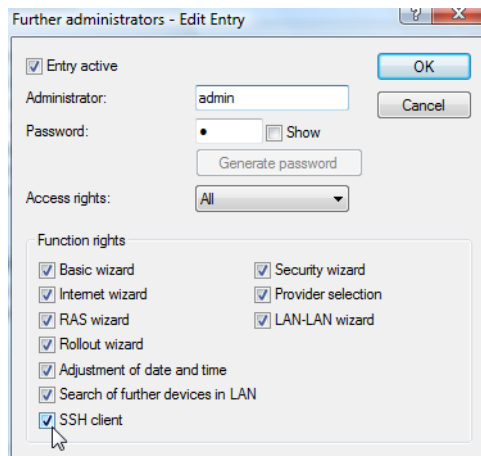 Further administrators - Edit Entry
Entry active
OK
Administrator: admin
Cancel
Password: Show
Generate password
Access rights: All
Function rights
Basic wizard Security wizard
Internet wizard Provider selection
RAS wizard LAN-LAN wizard
Rollout wizard
Adjustment of date and time
Search of further devices in LAN
SSH client